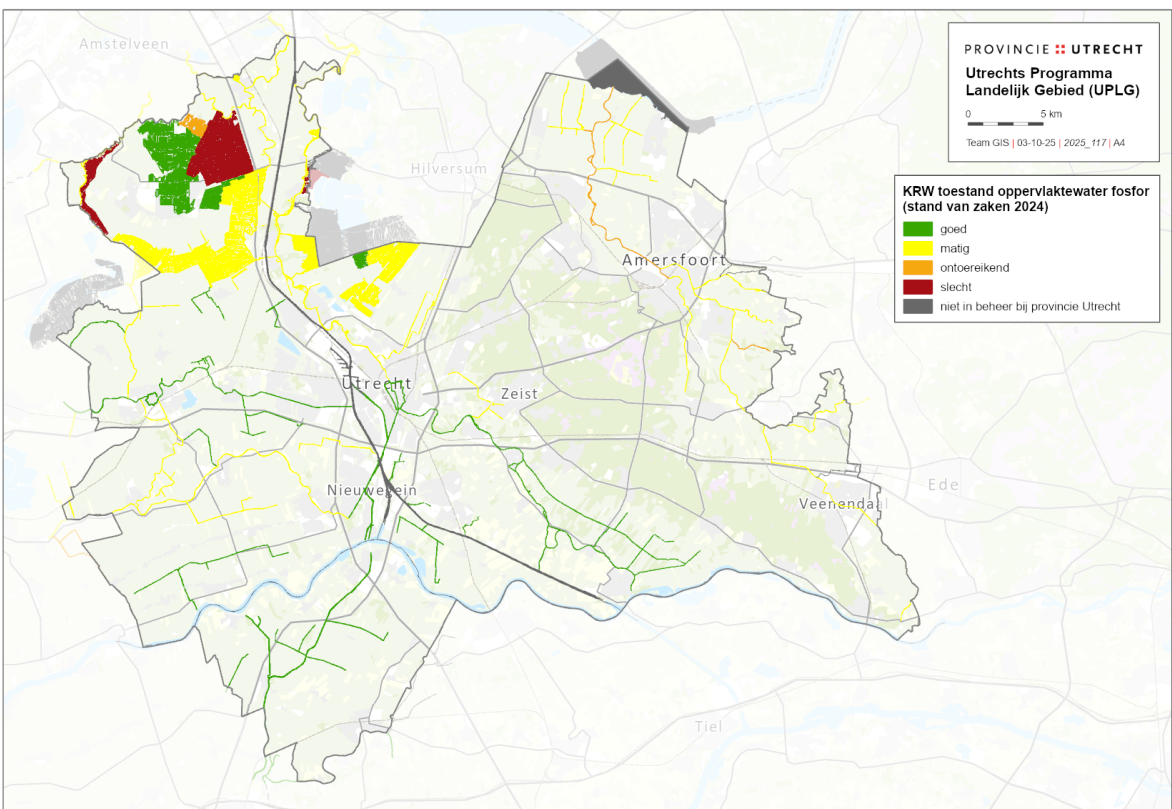 Amstelveen
PROVINCIE UTRECHT
Utrechts Programma
Landelijk Gebied (UPLG)
0 5 km
Team GIS | 03-10-25 | 2025_117 | A4
Hilversum
KRW toestand oppervlaktewater fosfor
(stand van zaken 2024)
goed
matig
ontoereikend
slecht
niet in beheer bij provincie Utrecht
Amersfoort
Utrecht
Zeist
Nieuwegein
Ede
Veenendaal
Tiel